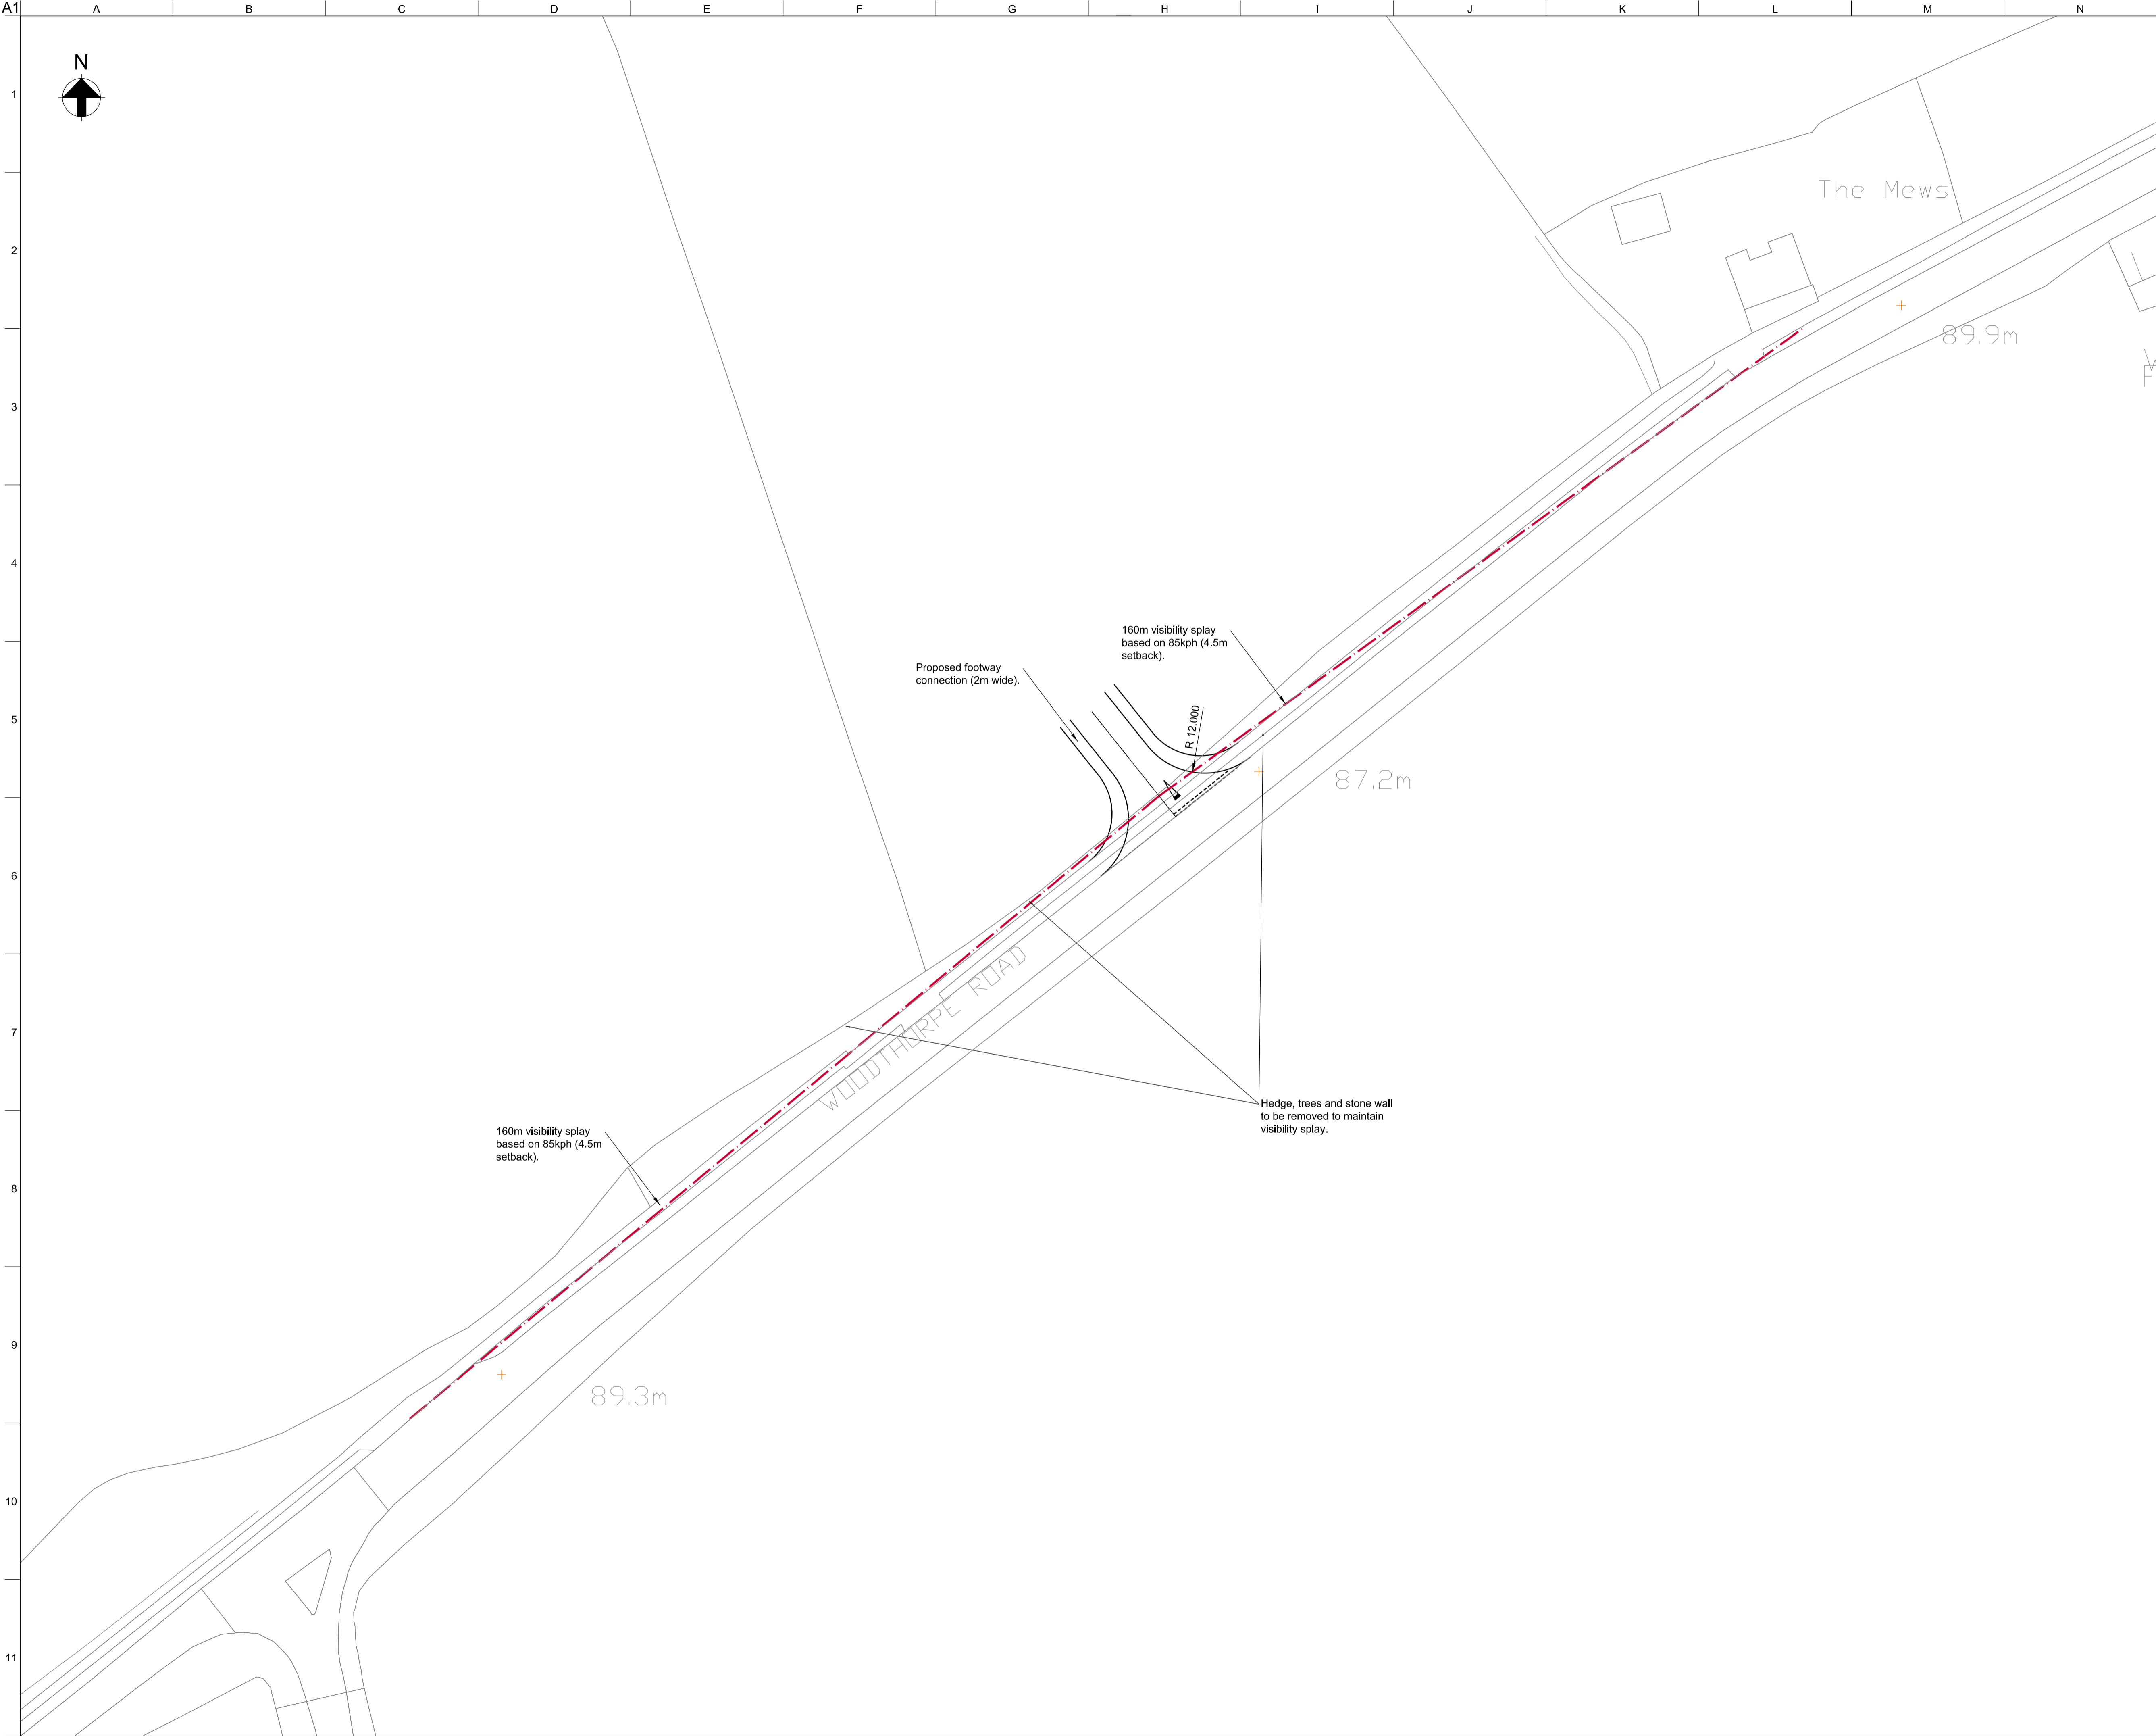 A1
A B C D E F G H I J K L M N
N
1
The Mews
2
89.9m
3
4
160m visibility splay
based on 85kph (4.5m
setback).
Proposed footway
connection (2m wide).
R 12.000
5
87.2m
6
WOODTHORPE ROAD
7
Hedge, trees and stone wall
to be removed to maintain
visibility splay.
160m visibility splay
based on 85kph (4.5m
setback).
8
9
89.3m
10
11